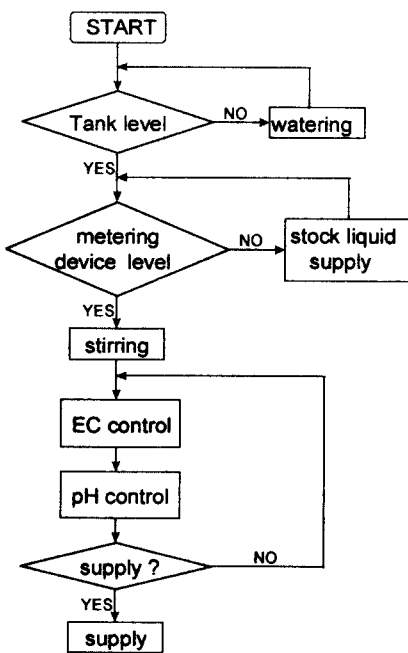 START
Tank level
NO
watering
YES
metering
device level
NO
stock liquid
supply
YES
stirring
EC control
pH control
supply ?
NO
YES
supply